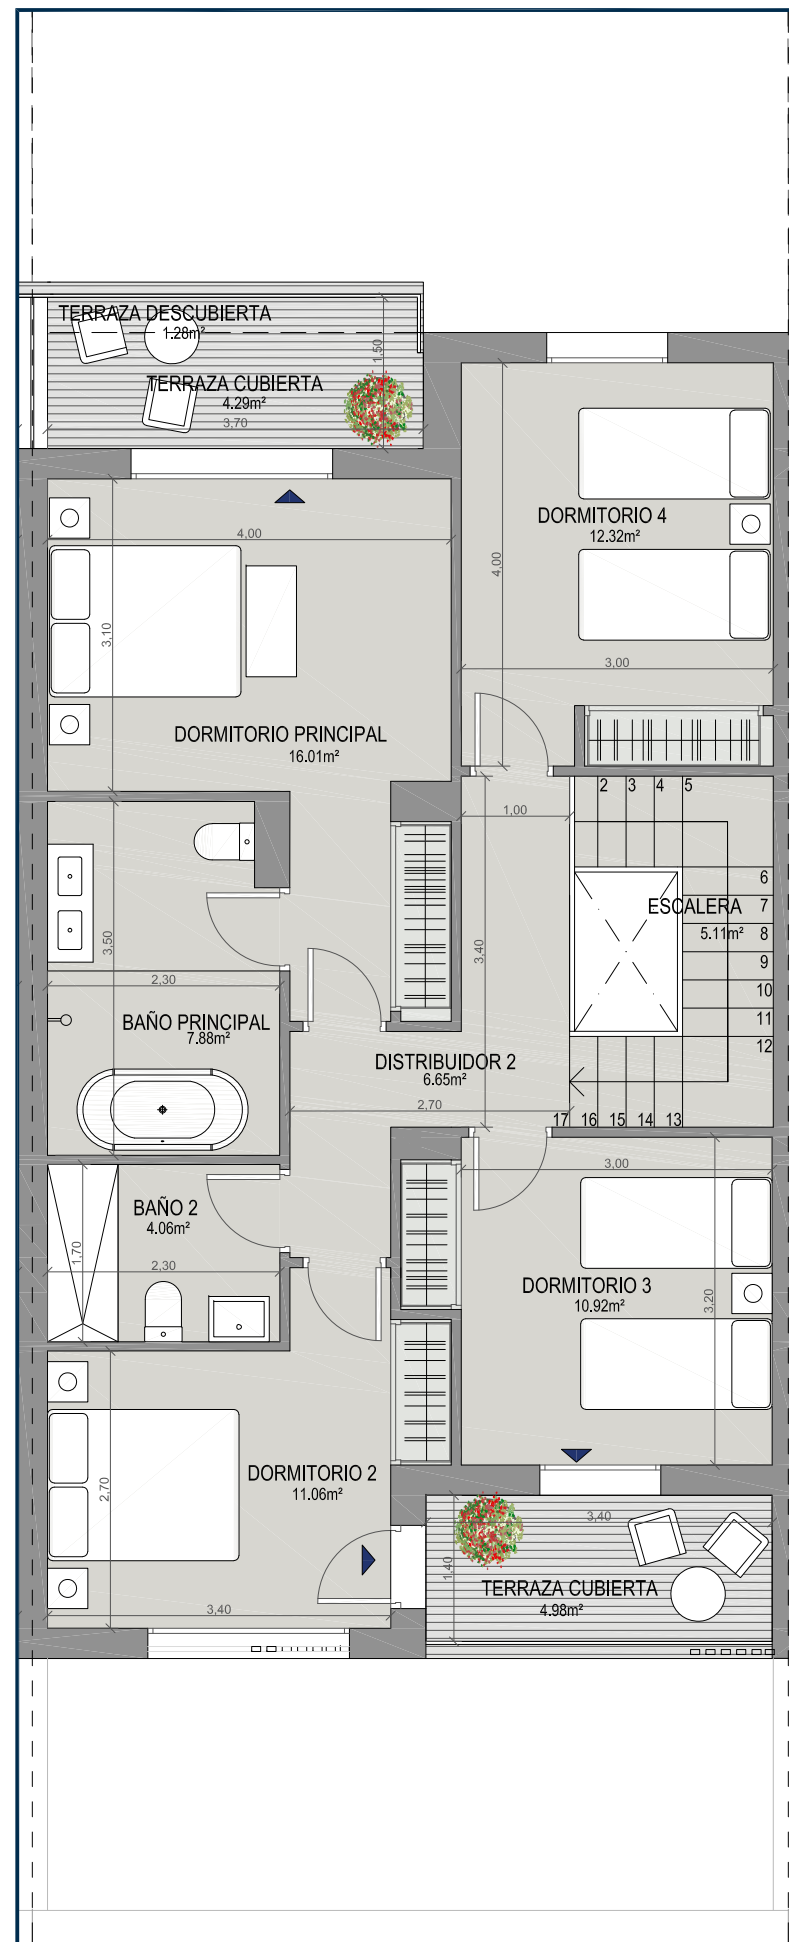 TERRAZA DESCUBIERTA
1.28m²
1,50
TERRAZA CUBIERTA
4.29m²
3,70
DORMITORIO 4
12.32m²
4,00
4,00
3,10
3,00
DORMITORIO PRINCIPAL
16.01m²
2 3 4 5
1,00
6
ESCALERA 7
5.11m² 8
9
10
11
12
3,50
3,40
2,30
BAÑO PRINCIPAL
7.88m²
DISTRIBUIDOR 2
6.65m²
2,70
17 16 15 14 13
3,00
BAÑO 2
4.06m²
1,70
2,30
DORMITORIO 3
10.92m²
3,20
DORMITORIO 2
11.06m²
2,70
3,40
1,40
TERRAZA CUBIERTA
4.98m²
3,40